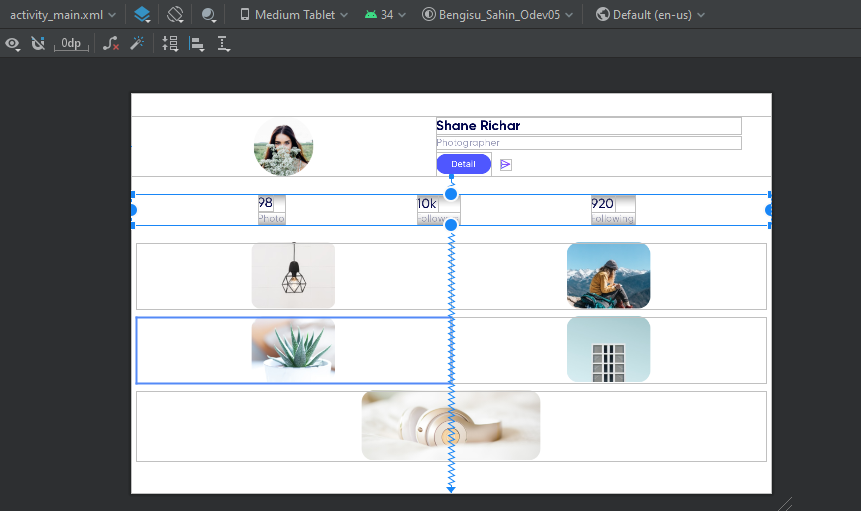 activity_main.xml
Medium Tablet
34
Bengisu_Sahin_Odev05
Default (en-us)
0dp
Shane Richar
Photographer
Detail
98
10k
920
Photo
Following
Following